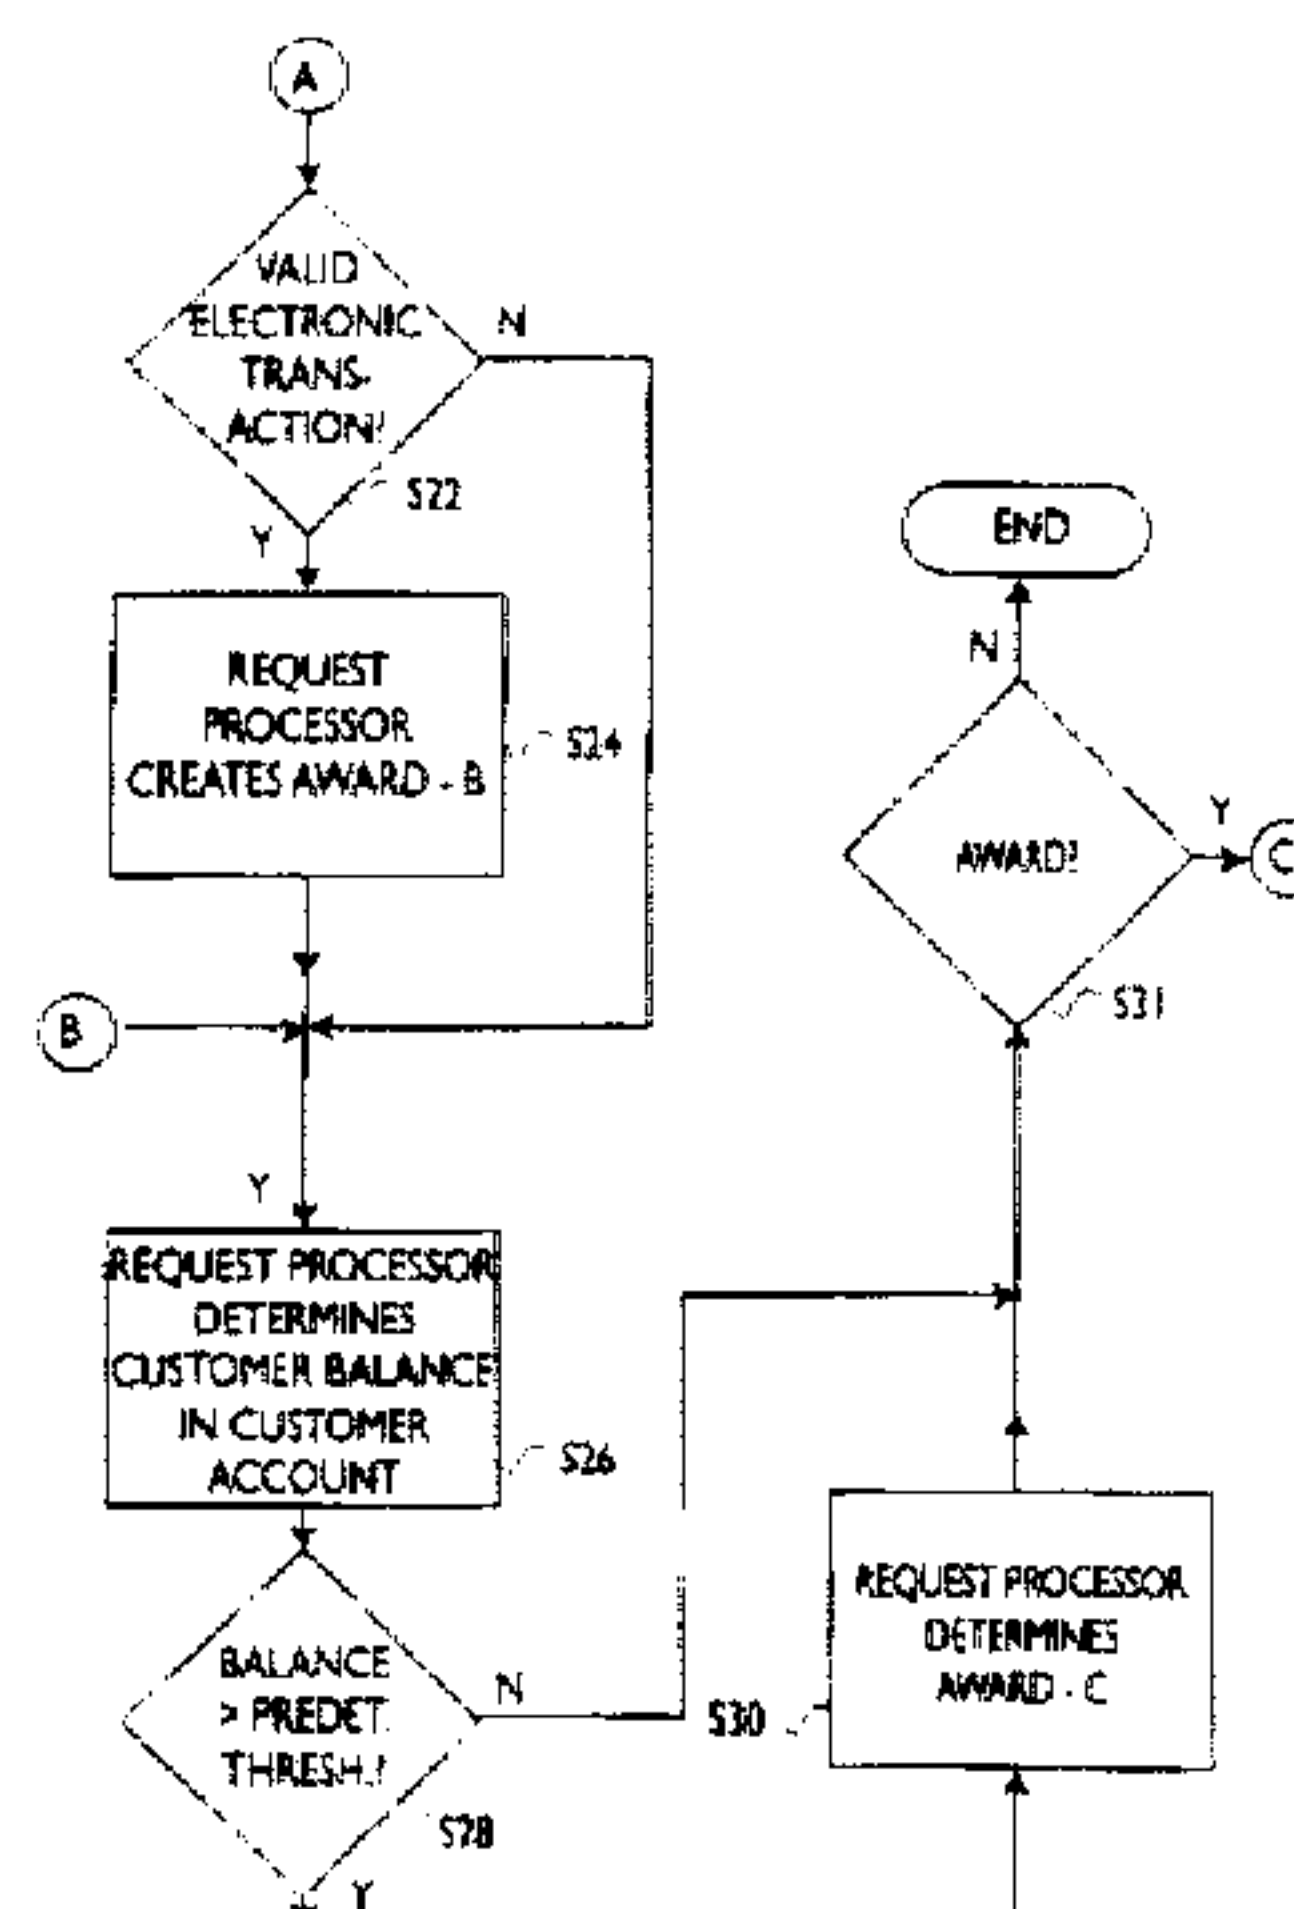 A
VALID
ELECTRONIC
TRANS-
ACTION?
N
S22
Y
REQUEST
PROCESSOR
CREATES AWARD - B
S24
B
Y
REQUEST PROCESSOR
DETERMINES
CUSTOMER BALANCE
IN CUSTOMER
ACCOUNT
S26
BALANCE
> PREDET.
THRESH.?
N
S28
Y
END
N
AWARD?
Y
C
S31
REQUEST PROCESSOR
DETERMINES
AWARD - C
S30